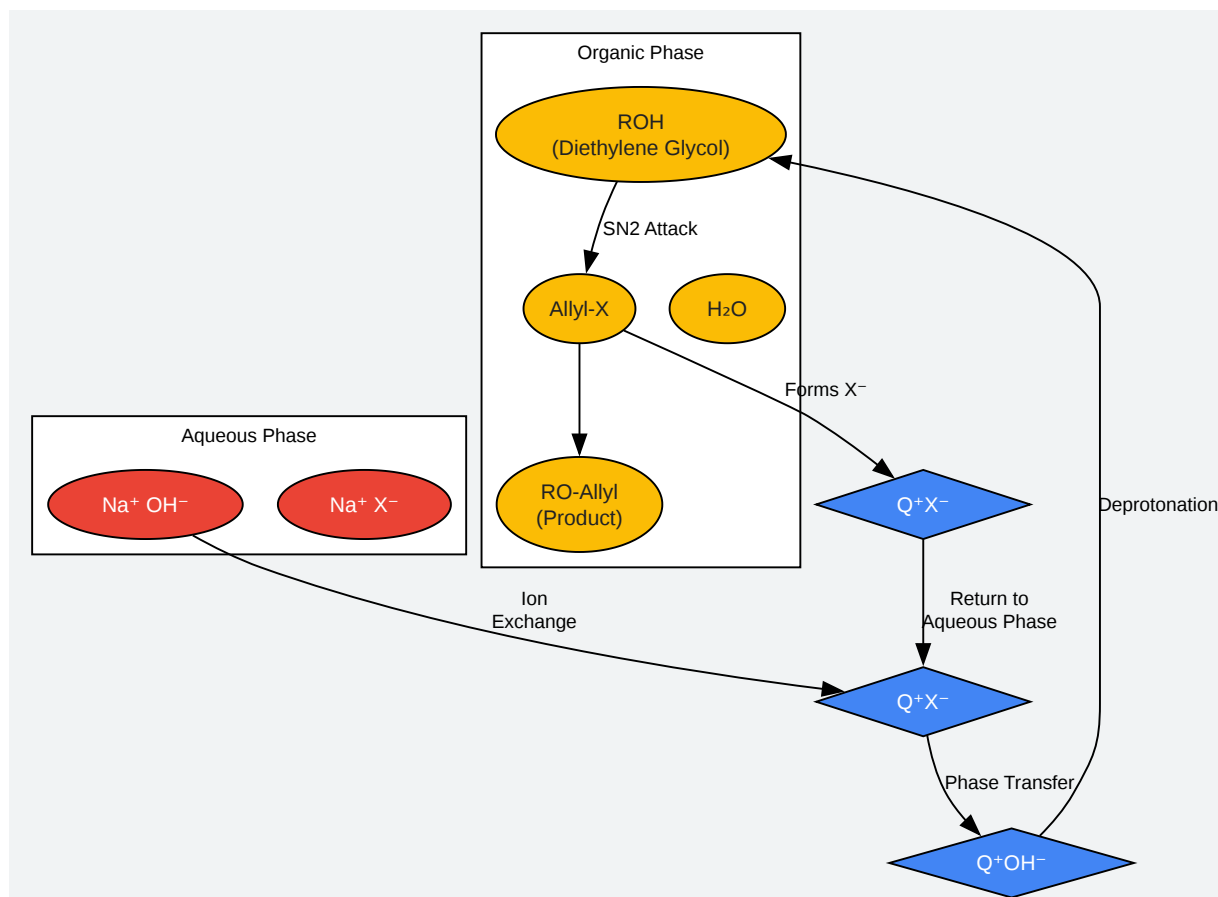 Organic Phase
ROH
(Diethylene Glycol)
SN2 Attack
Allyl-X
H₂O
Forms X⁻
Aqueous Phase
Na⁺ OH⁻
Na⁺ X⁻
RO-Allyl
(Product)
Q⁺X⁻
Deprotonation
Ion
Exchange
Return to
Aqueous Phase
Q⁺X⁻
Phase Transfer
Q⁺OH⁻